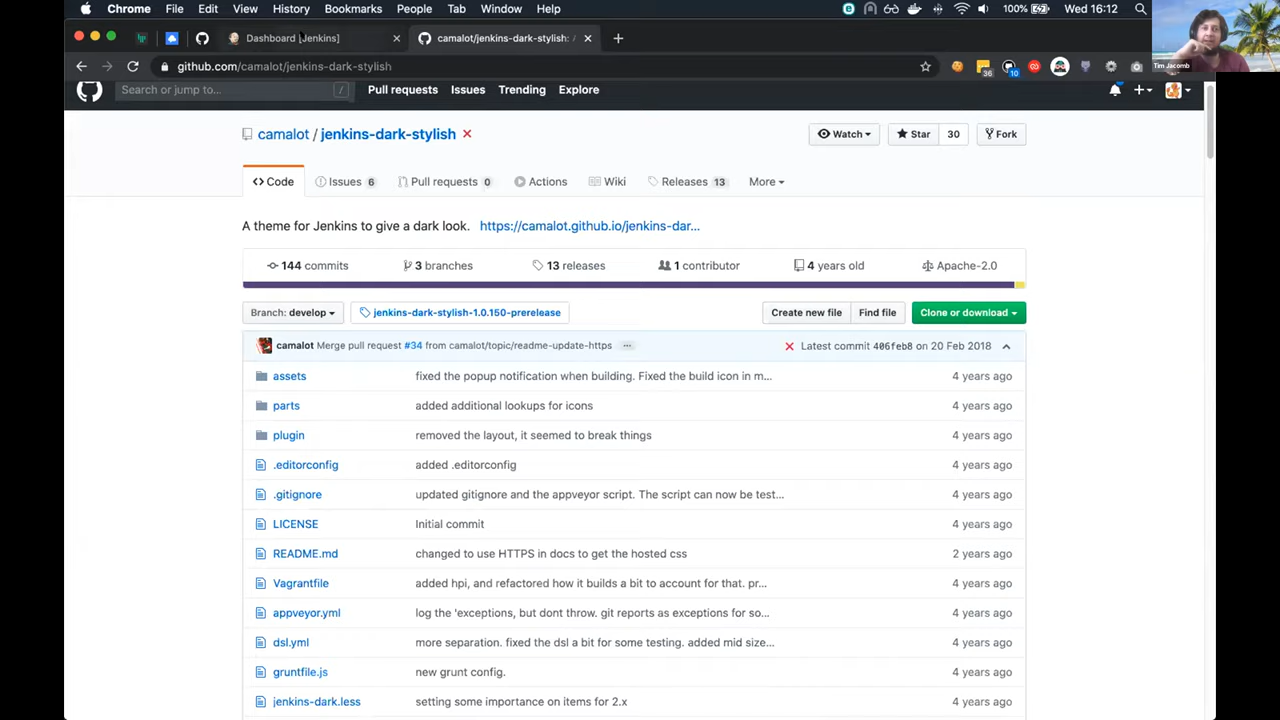 Chrome File Edit View History Bookmarks People Tab Window Help 100% Wed 16:12
Dashboard [Jenkins] camalot/jenkins-dark-stylish: /
github.com/camalot/jenkins-dark-stylish 36 10
Tim Jacomb
Search or jump to... / Pull requests Issues Trending Explore
camalot / jenkins-dark-stylish Watch Star 30 Fork
Code Issues 6 Pull requests 0 Actions Wiki Releases 13 More
A theme for Jenkins to give a dark look. https://camalot.github.io/jenkins-dar...
144 commits 3 branches 13 releases 1 contributor 4 years old Apache-2.0
Branch: develop jenkins-dark-stylish-1.0.150-prerelease Create new file Find file Clone or download
camalot Merge pull request #34 from camalot/topic/readme-update-https ... Latest commit 406feb8 on 20 Feb 2018
assets fixed the popup notification when building. Fixed the build icon in m... 4 years ago
parts added additional lookups for icons 4 years ago
plugin removed the layout, it seemed to break things 4 years ago
.editorconfig added .editorconfig 4 years ago
.gitignore updated gitignore and the appveyor script. The script can now be test... 4 years ago
LICENSE Initial commit 4 years ago
README.md changed to use HTTPS in docs to get the hosted css 2 years ago
Vagrantfile added hpi, and refactored how it builds a bit to account for that. pr... 4 years ago
appveyor.yml log the 'exceptions, but dont throw. git reports as exceptions for so... 4 years ago
dsl.yml more separation. fixed the dsl a bit for some testing. added mid size... 4 years ago
gruntfile.js new grunt config. 4 years ago
jenkins-dark.less setting some importance on items for 2.x 4 years ago